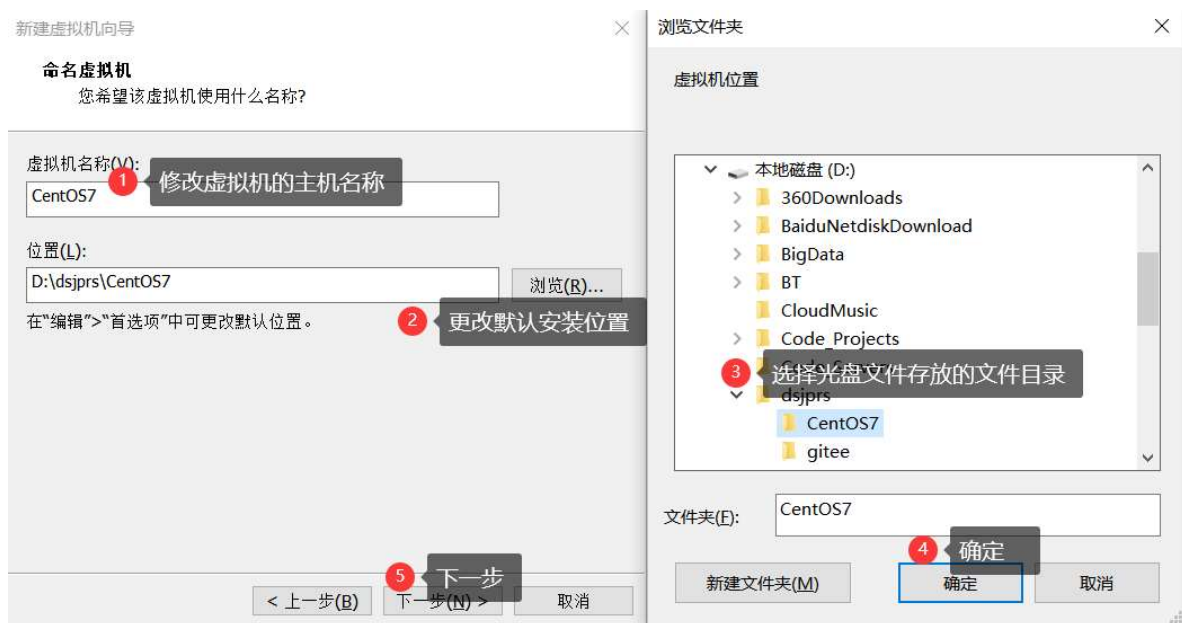 新建虚拟机向导
命名虚拟机
您希望该虚拟机使用什么名称?
虚拟机名称(V):
1 修改虚拟机的主机名称
CentOS7
位置(L):
D:\dsjprs\CentOS7
浏览(R)...
在"编辑">"首选项"中可更改默认位置。
2 更改默认安装位置
5 下一步
< 上一步(B)
下一步(N) >
取消
浏览文件夹
虚拟机位置
本地磁盘 (D:)
360Downloads
BaiduNetdiskDownload
BigData
BT
CloudMusic
Code_Projects
3 选择光盘文件存放的文件目录
dsjprs
CentOS7
gitee
文件夹(F):
CentOS7
4 确定
新建文件夹(M)
确定
取消